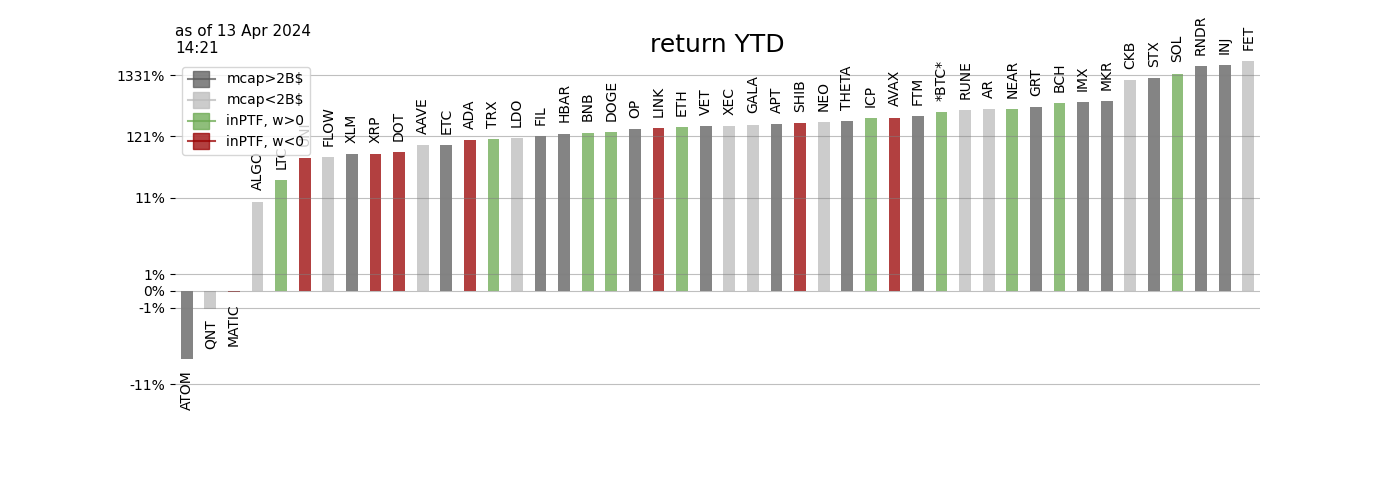 as of 13 Apr 2024
14:21
return YTD
mcap>2B$
mcap<2B$
inPTF, w>0
inPTF, w<0
1331%
121%
11%
1%
0%
-1%
-11%
ATOM
QNT
MATIC
ALGO
LTC
FLOW
XLM
XRP
DOT
AAVE
ETC
ADA
TRX
LDO
FIL
HBAR
BNB
DOGE
OP
LINK
ETH
VET
XEC
GALA
APT
SHIB
NEO
THETA
ICP
AVAX
FTM
*BTC*
RUNE
AR
NEAR
GRT
BCH
IMX
MKR
CKB
STX
SOL
RNDR
INJ
FET